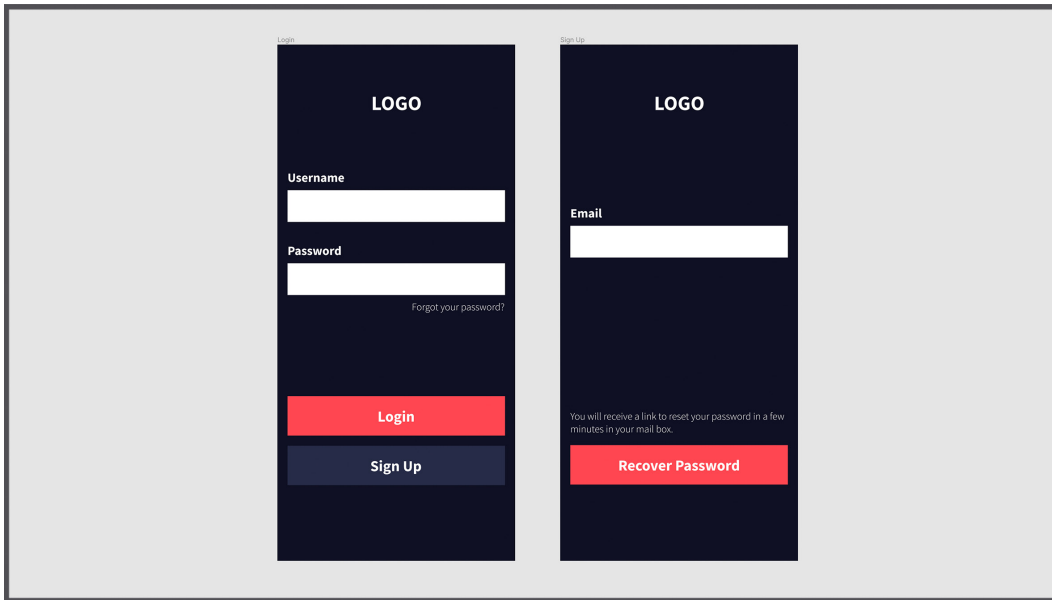 Login
LOGO
Username
Password
Forgot your password?
Login
Sign Up
Sign Up
LOGO
Email
You will receive a link to reset your password in a few
minutes in your mail box.
Recover Password